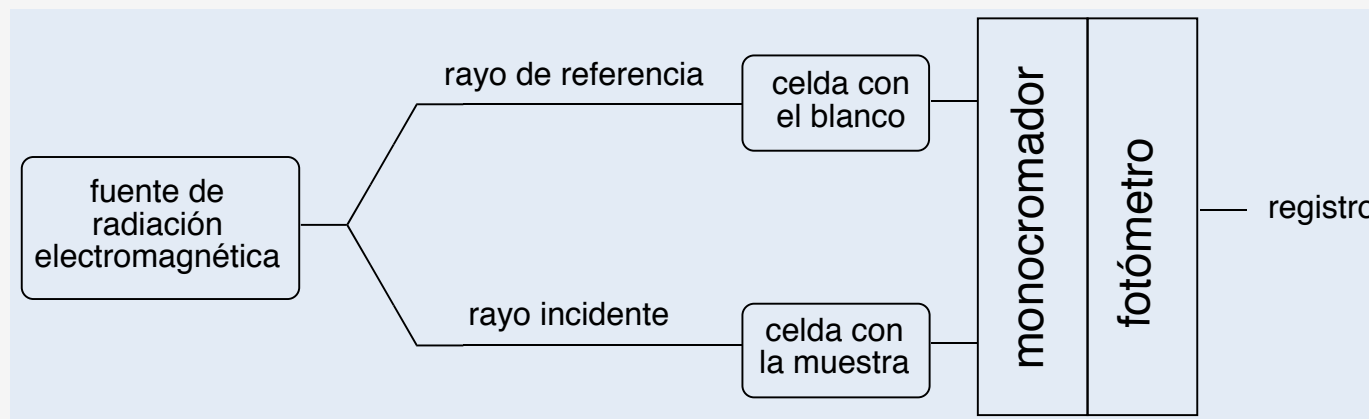 fuente de
radiación
electromagnética
rayo de referencia
celda con
el blanco
rayo incidente
celda con
la muestra
monocromador
fotómetro
registro